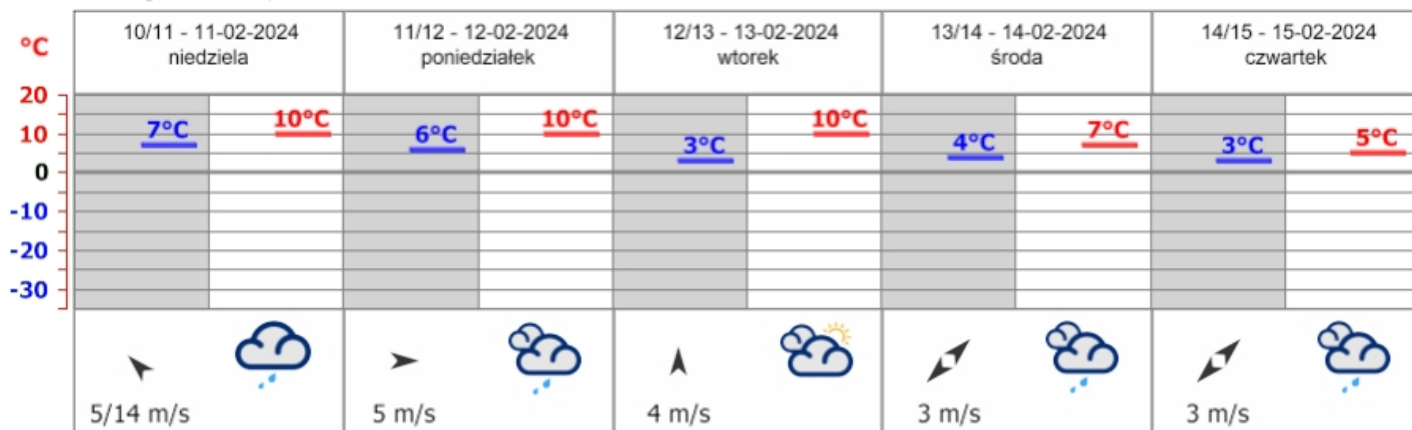 °C
10/11 - 11-02-2024
niedziela
11/12 - 12-02-2024
poniedziałek
12/13 - 13-02-2024
wtorek
13/14 - 14-02-2024
środa
14/15 - 15-02-2024
czwartek
20
10
0
-10
-20
-30
7°C
10°C
6°C
10°C
3°C
10°C
4°C
7°C
3°C
5°C
5/14 m/s
5 m/s
4 m/s
3 m/s
3 m/s